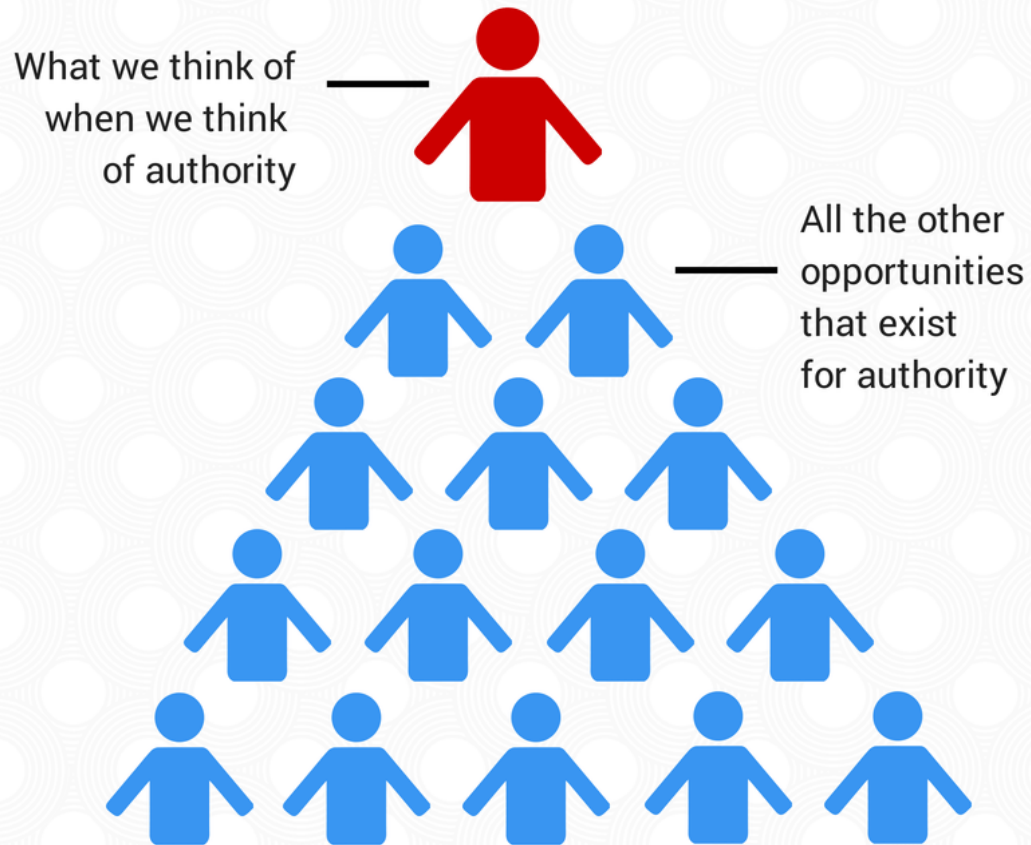 What we think of
when we think
of authority
All the other
opportunities
that exist
for authority